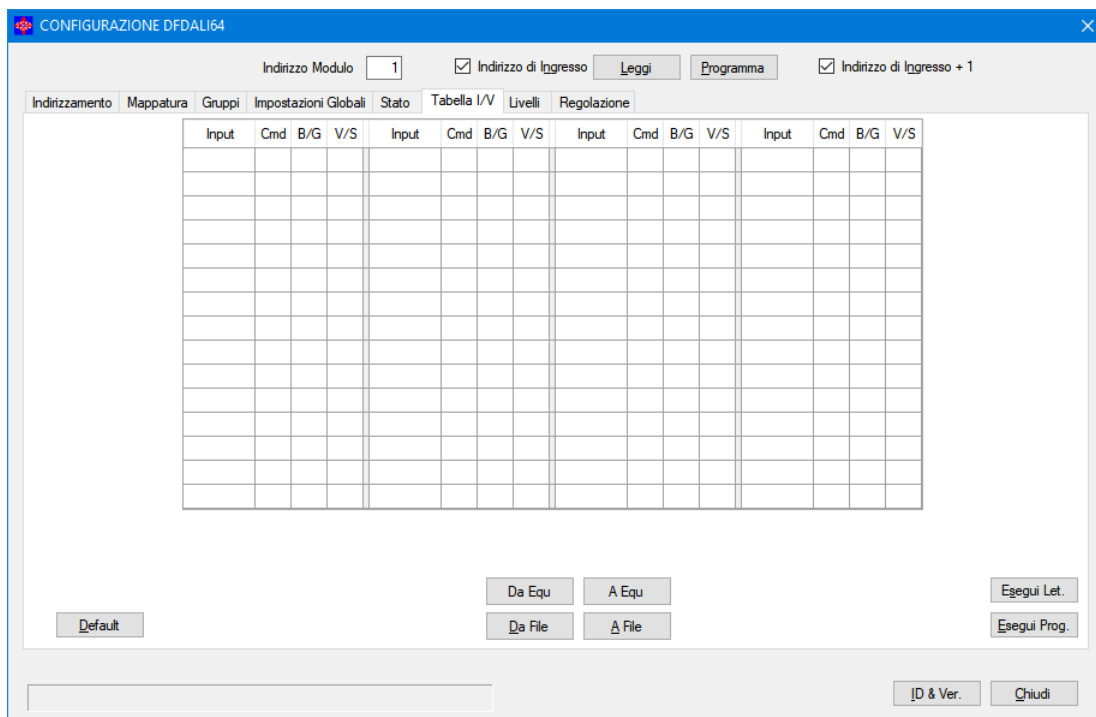 CONFIGURAZIONE DFDALI64
Indirizzo Modulo 1 Indirizzo di Ingresso Leggi Programma Indirizzo di Ingresso + 1
Indirizzamento Mappatura Gruppi Impostazioni Globali Stato Tabella I/V Livelli Regolazione
Input Cmd B/G V/S Input Cmd B/G V/S Input Cmd B/G V/S Input Cmd B/G V/S
Da Equ A Equ Esegui Let.
Default Da File A File Esegui Prog.
ID & Ver. Chiudi